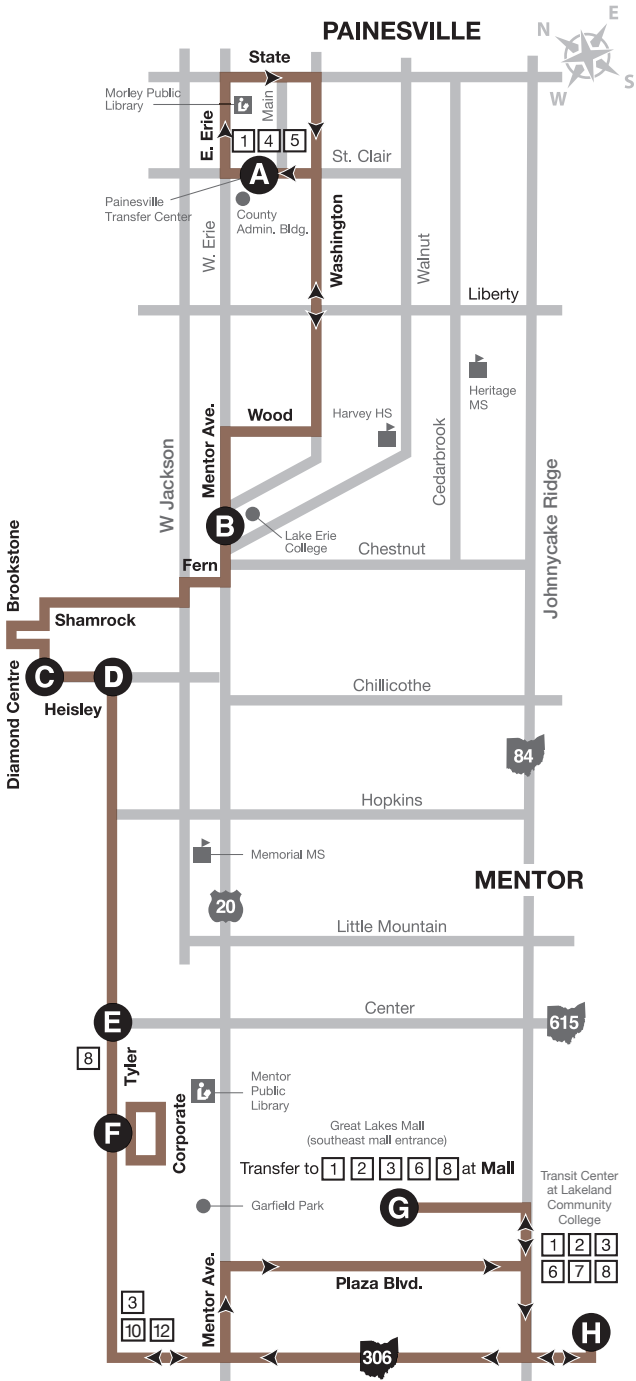 PAINESVILLE
N
E
W
S
State
Morley Public
Library
Main
E. Erie
1 4 5
St. Clair
A
Painesville
Transfer Center
County
Admin. Bldg.
W. Erie
Washington
Walnut
Liberty
Mentor Ave.
Wood
Harvey HS
Heritage
MS
W Jackson
Cedarbrook
Johnnycake Ridge
B
Lake Erie
College
Chestnut
Fern
Brookstone
Shamrock
C
D
Diamond Centre
Heisley
Chillicothe
84
Hopkins
Memorial MS
MENTOR
20
Little Mountain
E
Center
615
8
Tyler
Mentor
Public
Library
F
Corporate
Great Lakes Mall
(southeast mall entrance)
Transfer to 1 2 3 6 8 at Mall
G
Garfield Park
Transit Center
at Lakeland
Community
College
1 2 3
6 7 8
Mentor Ave.
Plaza Blvd.
3
10 12
306
H